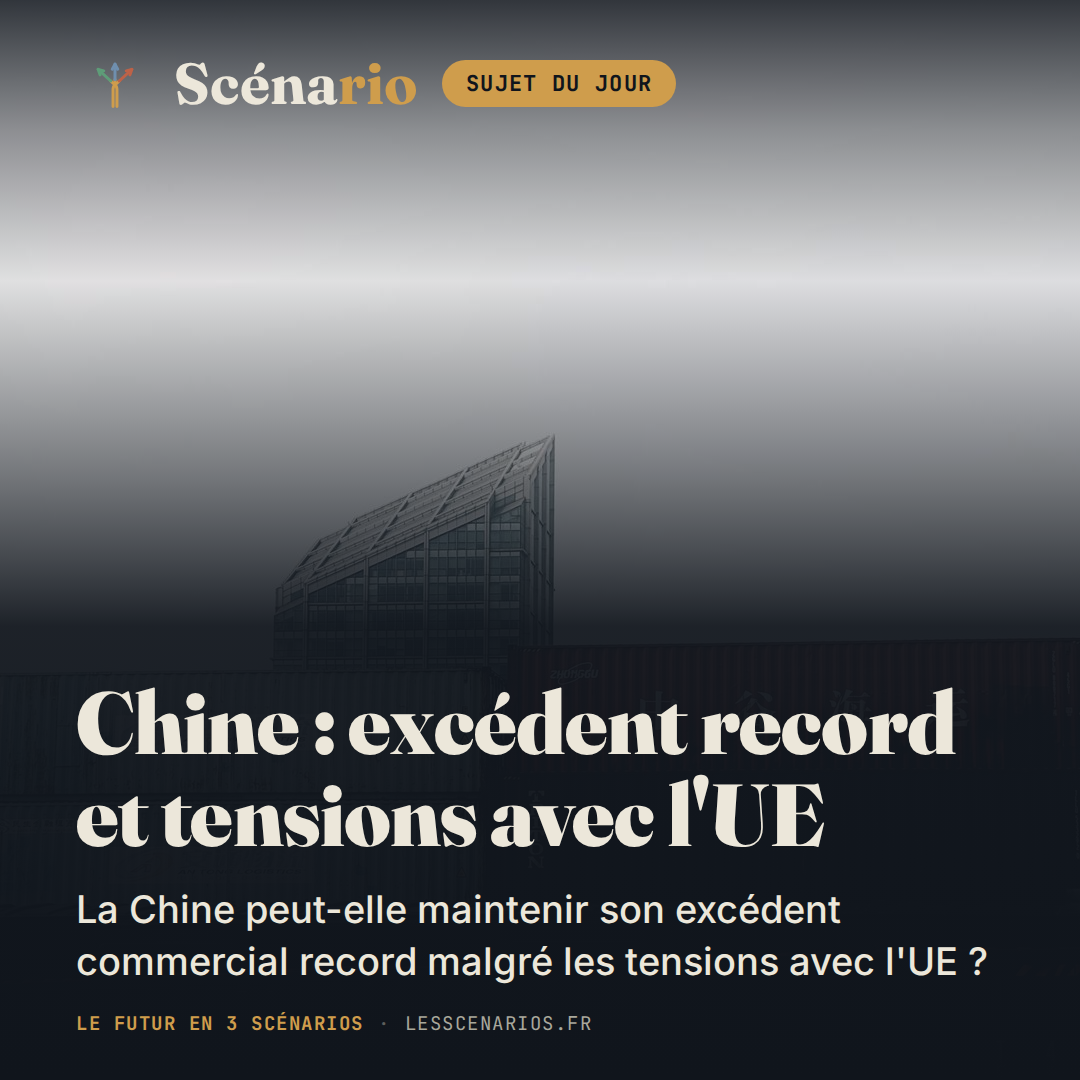 Scénario
SUJET DU JOUR
Chine : excédent record
et tensions avec l'UE
La Chine peut-elle maintenir son excédent
commercial record malgré les tensions avec l'UE ?
LE FUTUR EN 3 SCÉNARIOS · LESSCENARIOS.FR